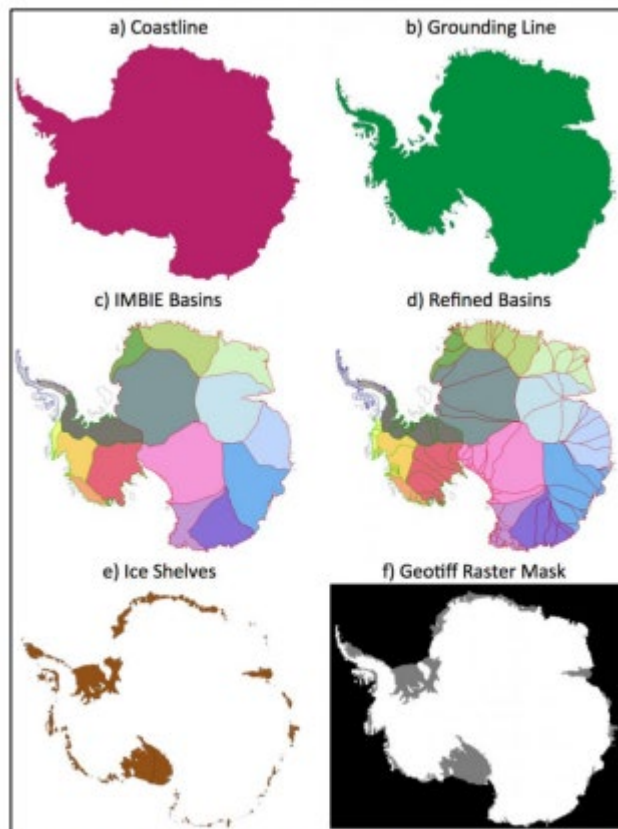 a) Coastline
b) Grounding Line
c) IMBIE Basins
d) Refined Basins
e) Ice Shelves
f) Geotiff Raster Mask